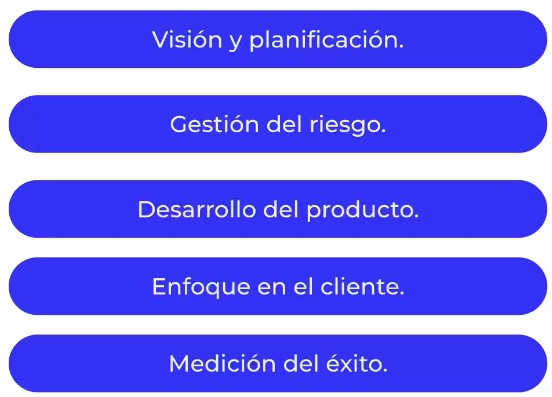 Visión y planificación.
Gestión del riesgo.
Desarrollo del producto.
Enfoque en el cliente.
Medición del éxito.